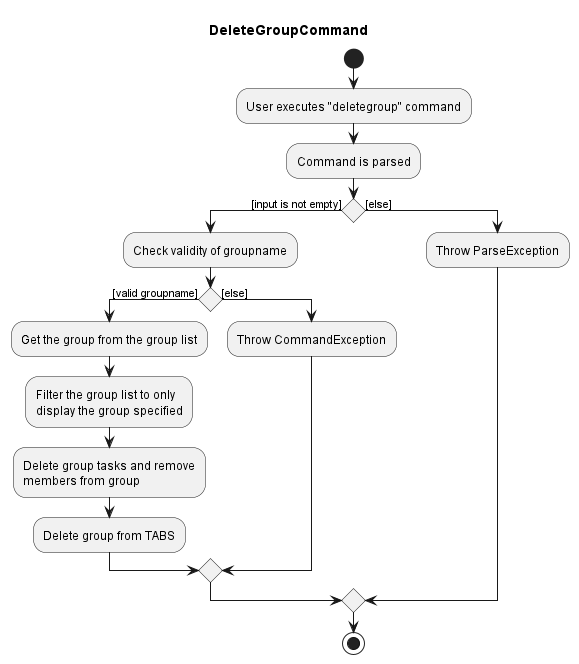 DeleteGroupCommand
User executes "deletegroup" command
Command is parsed
[input is not empty]
[else]
Check validity of groupname
Throw ParseException
[valid groupname]
[else]
Get the group from the group list
Throw CommandException
Filter the group list to only
display the group specified
Delete group tasks and remove
members from group
Delete group from TABS